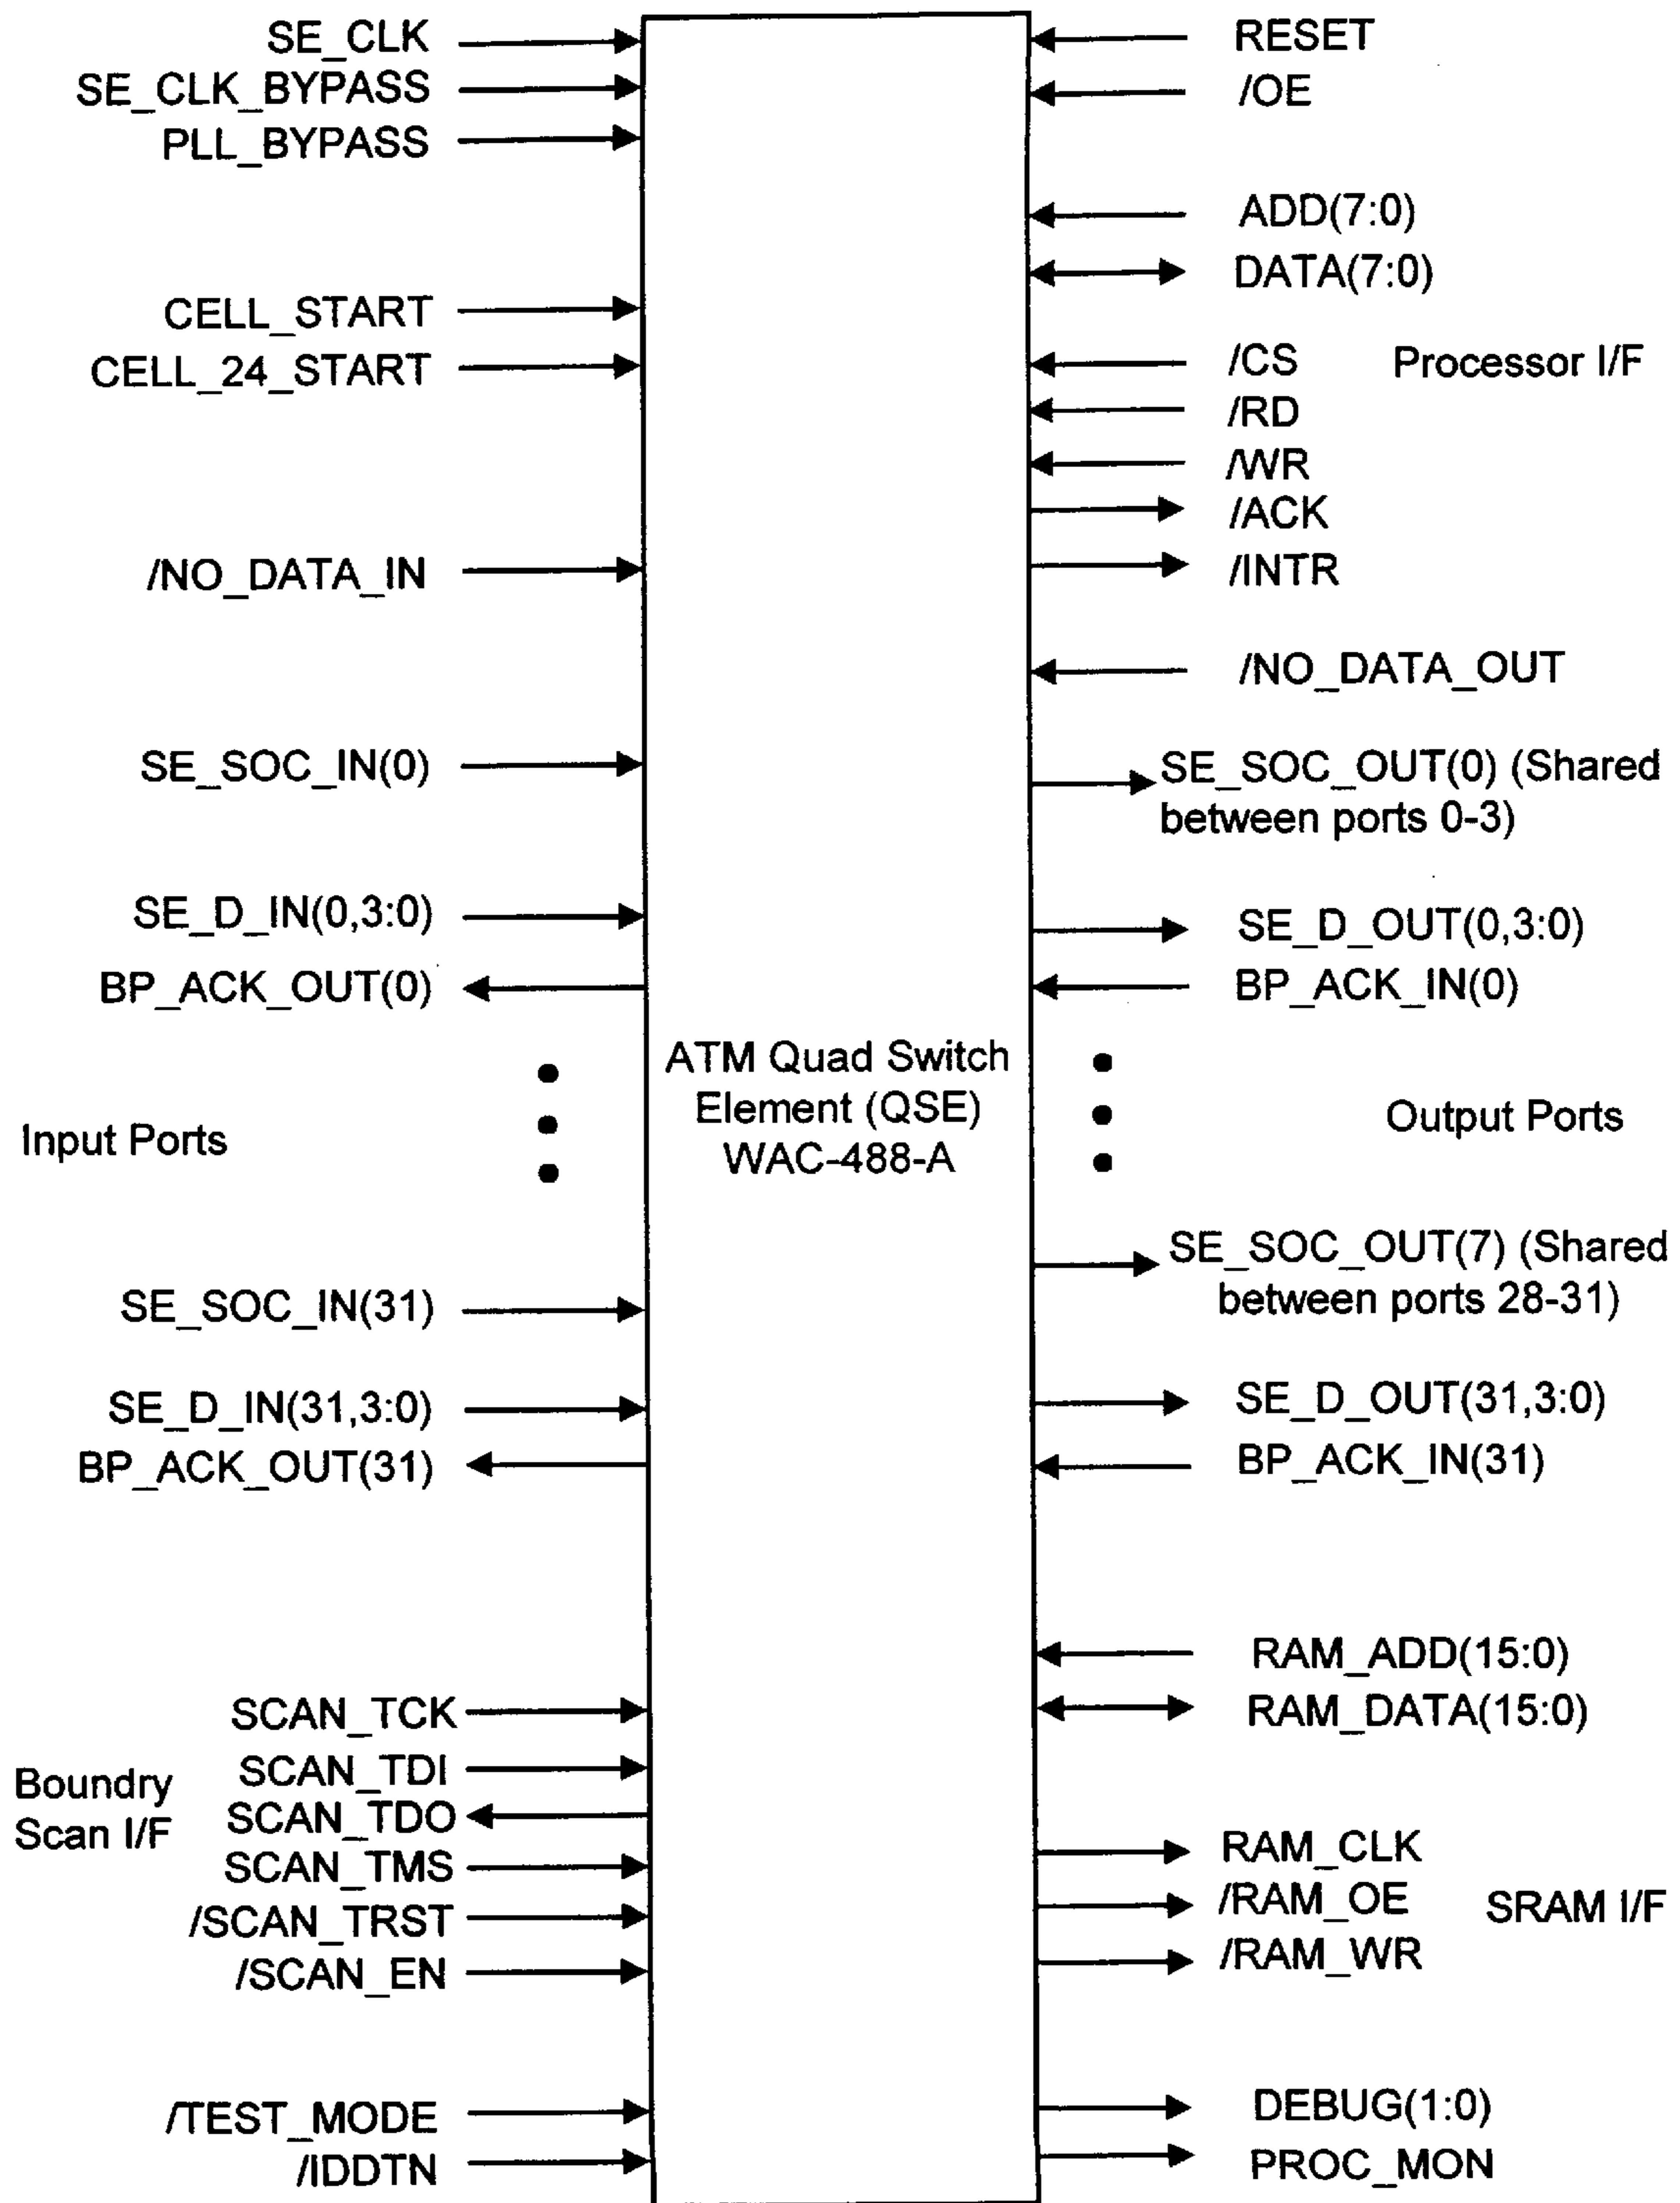 SE_CLK
SE_CLK_BYPASS
PLL_BYPASS
CELL_START
CELL_24_START
/NO_DATA_IN
SE_SOC_IN(0)
SE_D_IN(0,3:0)
BP_ACK_OUT(0)
Input Ports
SE_SOC_IN(31)
SE_D_IN(31,3:0)
BP_ACK_OUT(31)
SCAN_TCK
SCAN_TDI
Boundry
Scan I/F
SCAN_TDO
SCAN_TMS
/SCAN_TRST
/SCAN_EN
/TEST_MODE
/IDDTN
ATM Quad Switch
Element (QSE)
WAC-488-A
RESET
/OE
ADD(7:0)
DATA(7:0)
/CS
Processor I/F
/RD
/WR
/ACK
/INTR
/NO_DATA_OUT
SE_SOC_OUT(0) (Shared
between ports 0-3)
SE_D_OUT(0,3:0)
BP_ACK_IN(0)
Output Ports
SE_SOC_OUT(7) (Shared
between ports 28-31)
SE_D_OUT(31,3:0)
BP_ACK_IN(31)
RAM_ADD(15:0)
RAM_DATA(15:0)
RAM_CLK
/RAM_OE
SRAM I/F
/RAM_WR
DEBUG(1:0)
PROC_MON